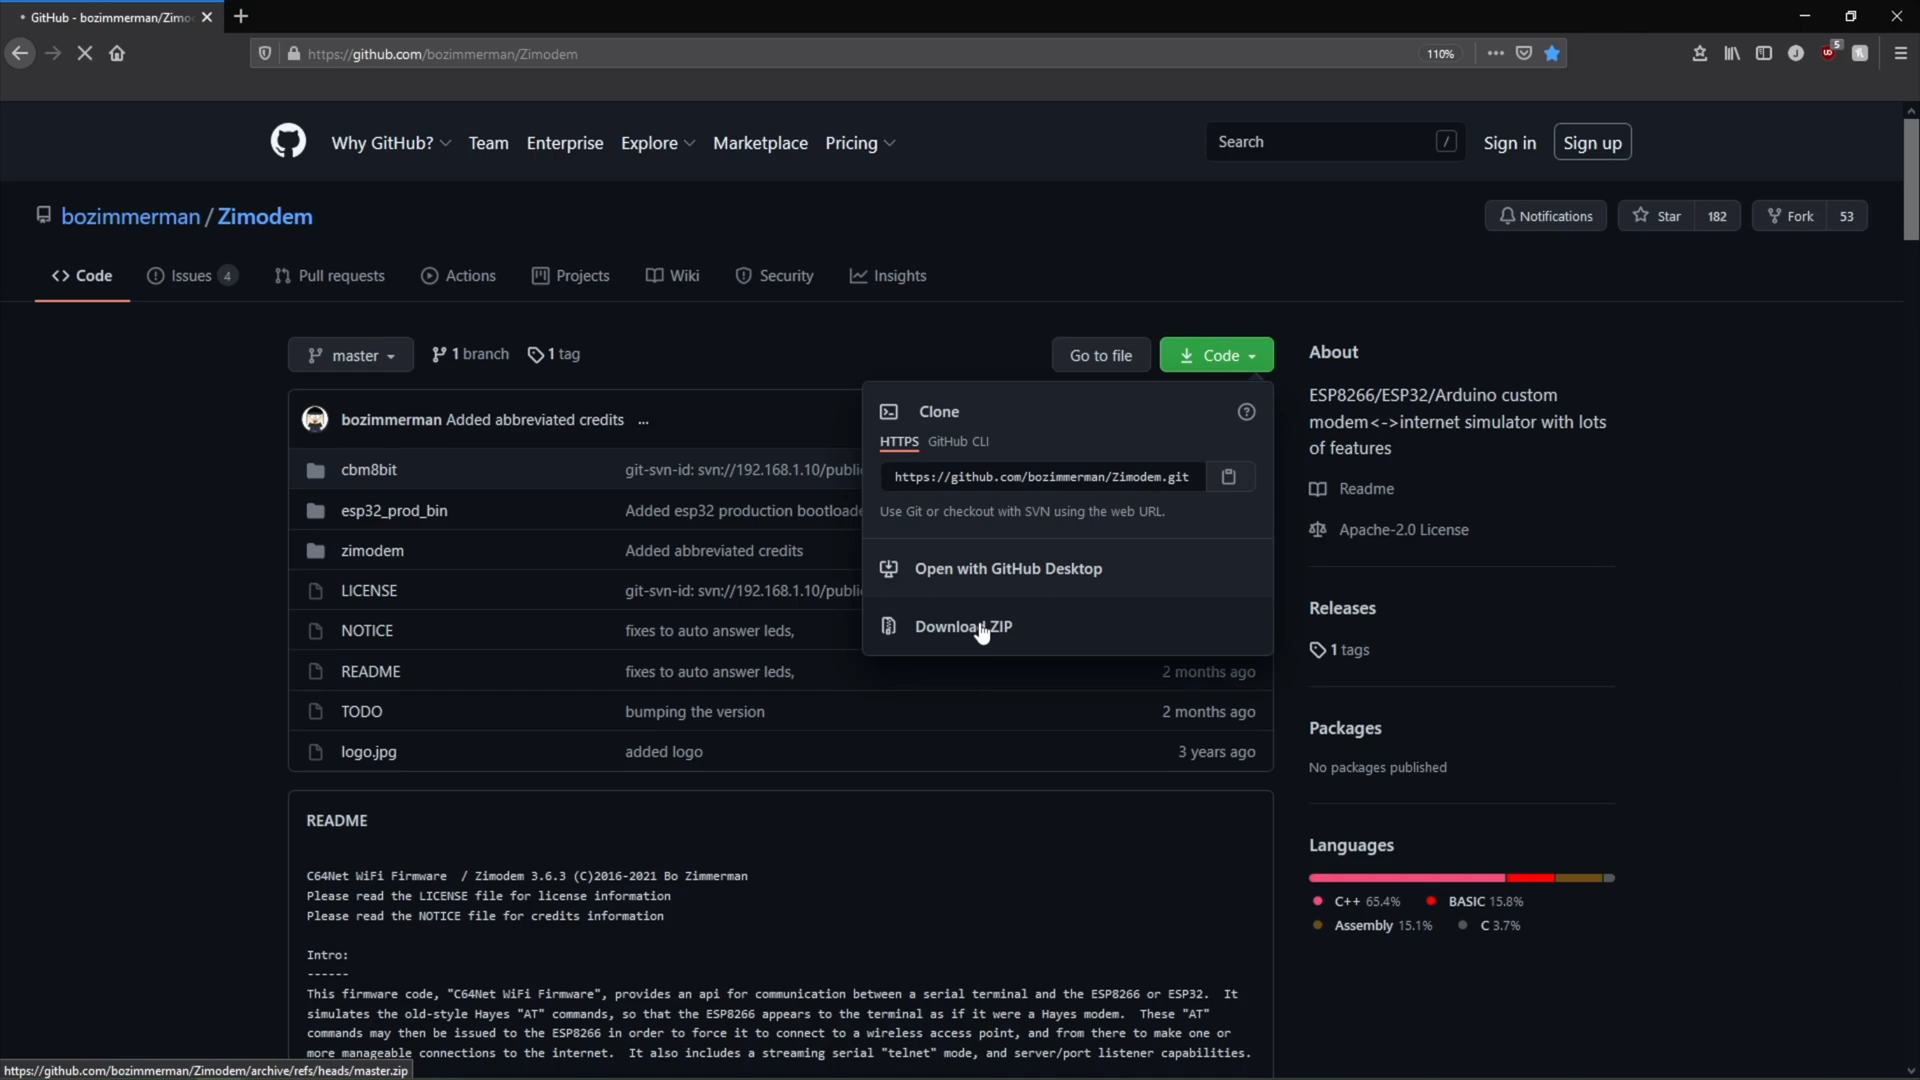 GitHub - bozimmerman/Zimo
https://github.com/bozimmerman/Zimodem
110%
5
Why GitHub? Team Enterprise Explore Marketplace Pricing
Search /
Sign in Sign up
bozimmerman / Zimodem
Notifications Star 182 Fork 53
<> Code Issues 4 Pull requests Actions Projects Wiki Security Insights
master 1 branch 1 tag Go to file Code
bozimmerman Added abbreviated credits ...
cbm8bit git-svn-id: svn://192.168.1.10/publi
esp32_prod_bin Added esp32 production bootloade
zimodem Added abbreviated credits
LICENSE git-svn-id: svn://192.168.1.10/publi
NOTICE fixes to auto answer leds,
README fixes to auto answer leds, 2 months ago
TODO bumping the version 2 months ago
logo.jpg added logo 3 years ago
Clone
HTTPS GitHub CLI
https://github.com/bozimmerman/Zimodem.git
Use Git or checkout with SVN using the web URL.
Open with GitHub Desktop
Download ZIP
README
C64Net WiFi Firmware / Zimodem 3.6.3 (C)2016-2021 Bo Zimmerman
Please read the LICENSE file for license information
Please read the NOTICE file for credits information
Intro:
------
This firmware code, "C64Net WiFi Firmware", provides an api for communication between a serial terminal and the ESP8266 or ESP32. It
simulates the old-style Hayes "AT" commands, so that the ESP8266 appears to the terminal as if it were a Hayes modem. These "AT"
commands may then be issued to the ESP8266 in order to force it to connect to a wireless access point, and from there to make one or
more manageable connections to the internet. It also includes a streaming serial "telnet" mode, and server/port listener capabilities.
About
ESP8266/ESP32/Arduino custom
modem<->internet simulator with lots
of features
Readme
Apache-2.0 License
Releases
1 tags
Packages
No packages published
Languages
C++ 65.4% BASIC 15.8%
Assembly 15.1% C 3.7%
https://github.com/bozimmerman/Zimodem/archive/refs/heads/master.zip